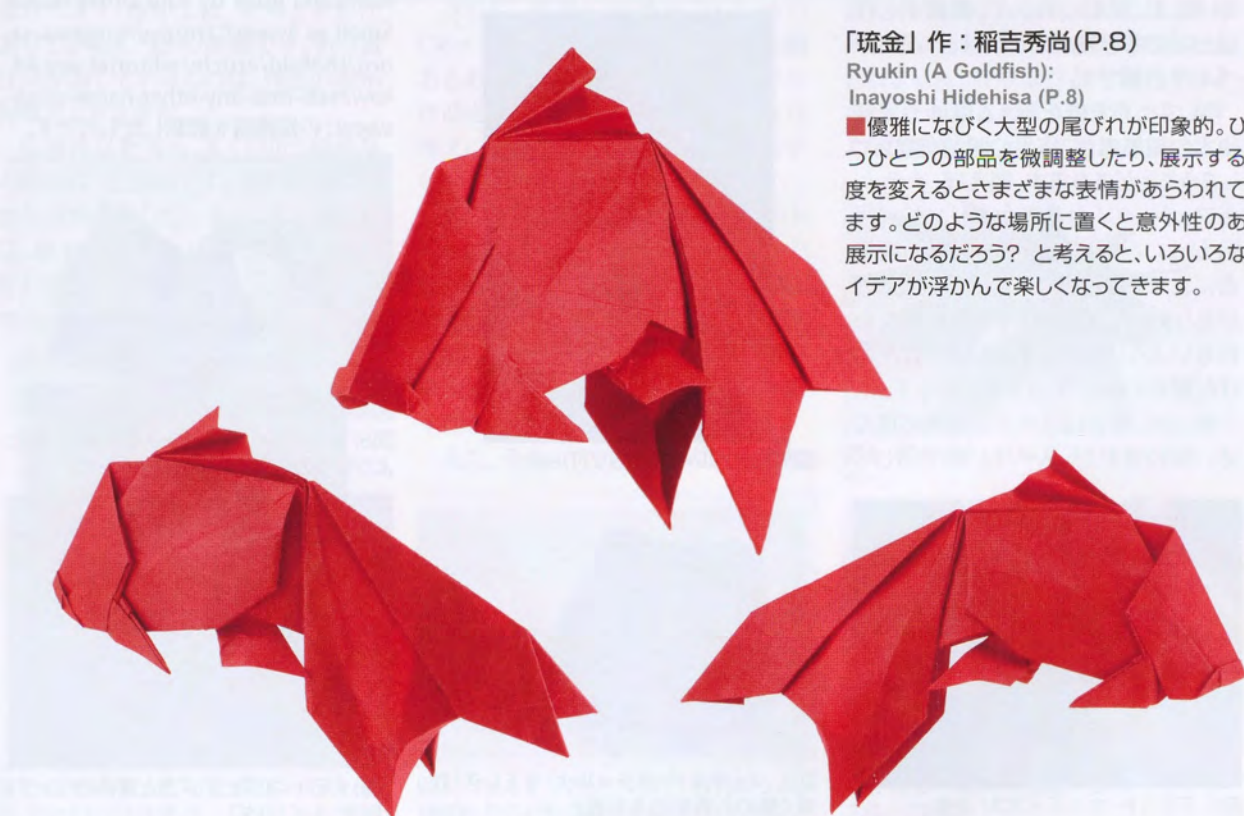 「琉金」 作：稲吉秀尚(P.8)
Ryukin (A Goldfish):
Inayoshi Hidehisa (P.8)
■優雅になびく大型の尾びれが印象的。ひ
つひとつの部品を微調整したり、展示する
度を変えるとさまざまな表情があらわれて
ます。どのような場所に置くと意外性のあ
展示になるだろう? と考えると、いろいろな
イデアが浮かんで楽しくなってきます。